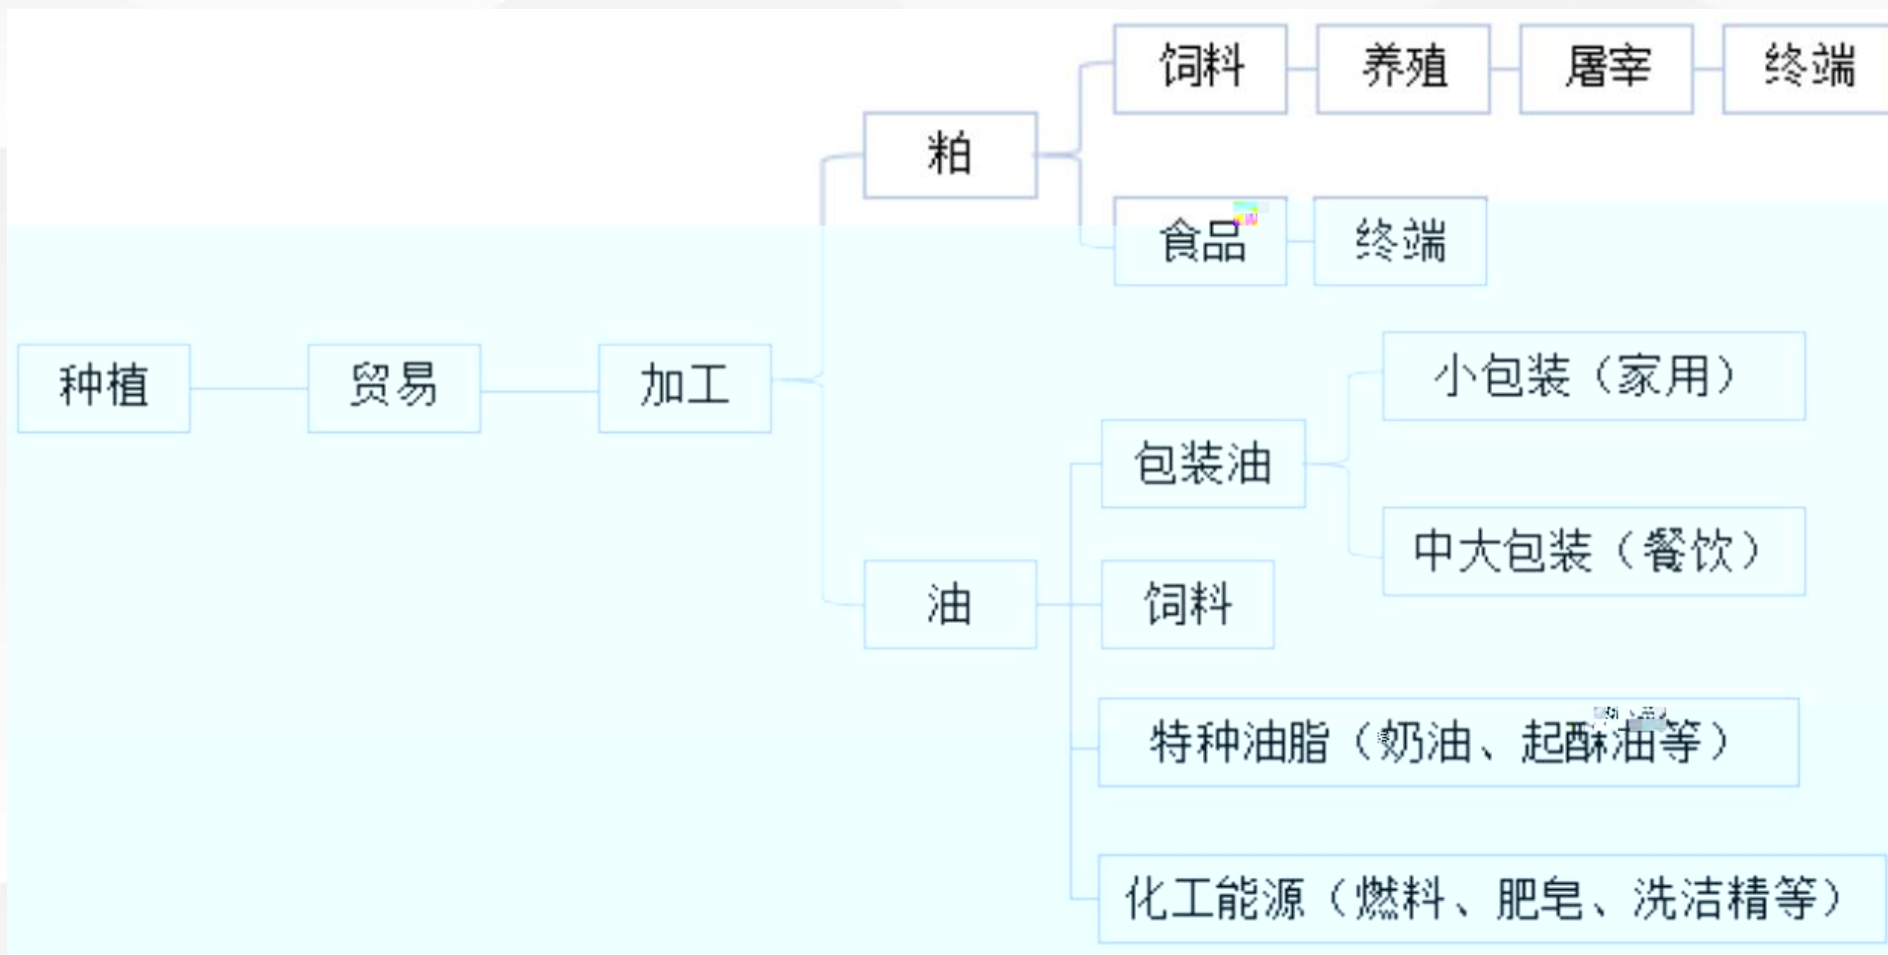 饲料 养殖 屠宰 终端
粕
食品 终端
种植 贸易 加工
小包装（家用）
包装油
中大包装（餐饮）
油 饲料
特种油脂（奶油、起酥油等）
化工能源（燃料、肥皂、洗洁精等）